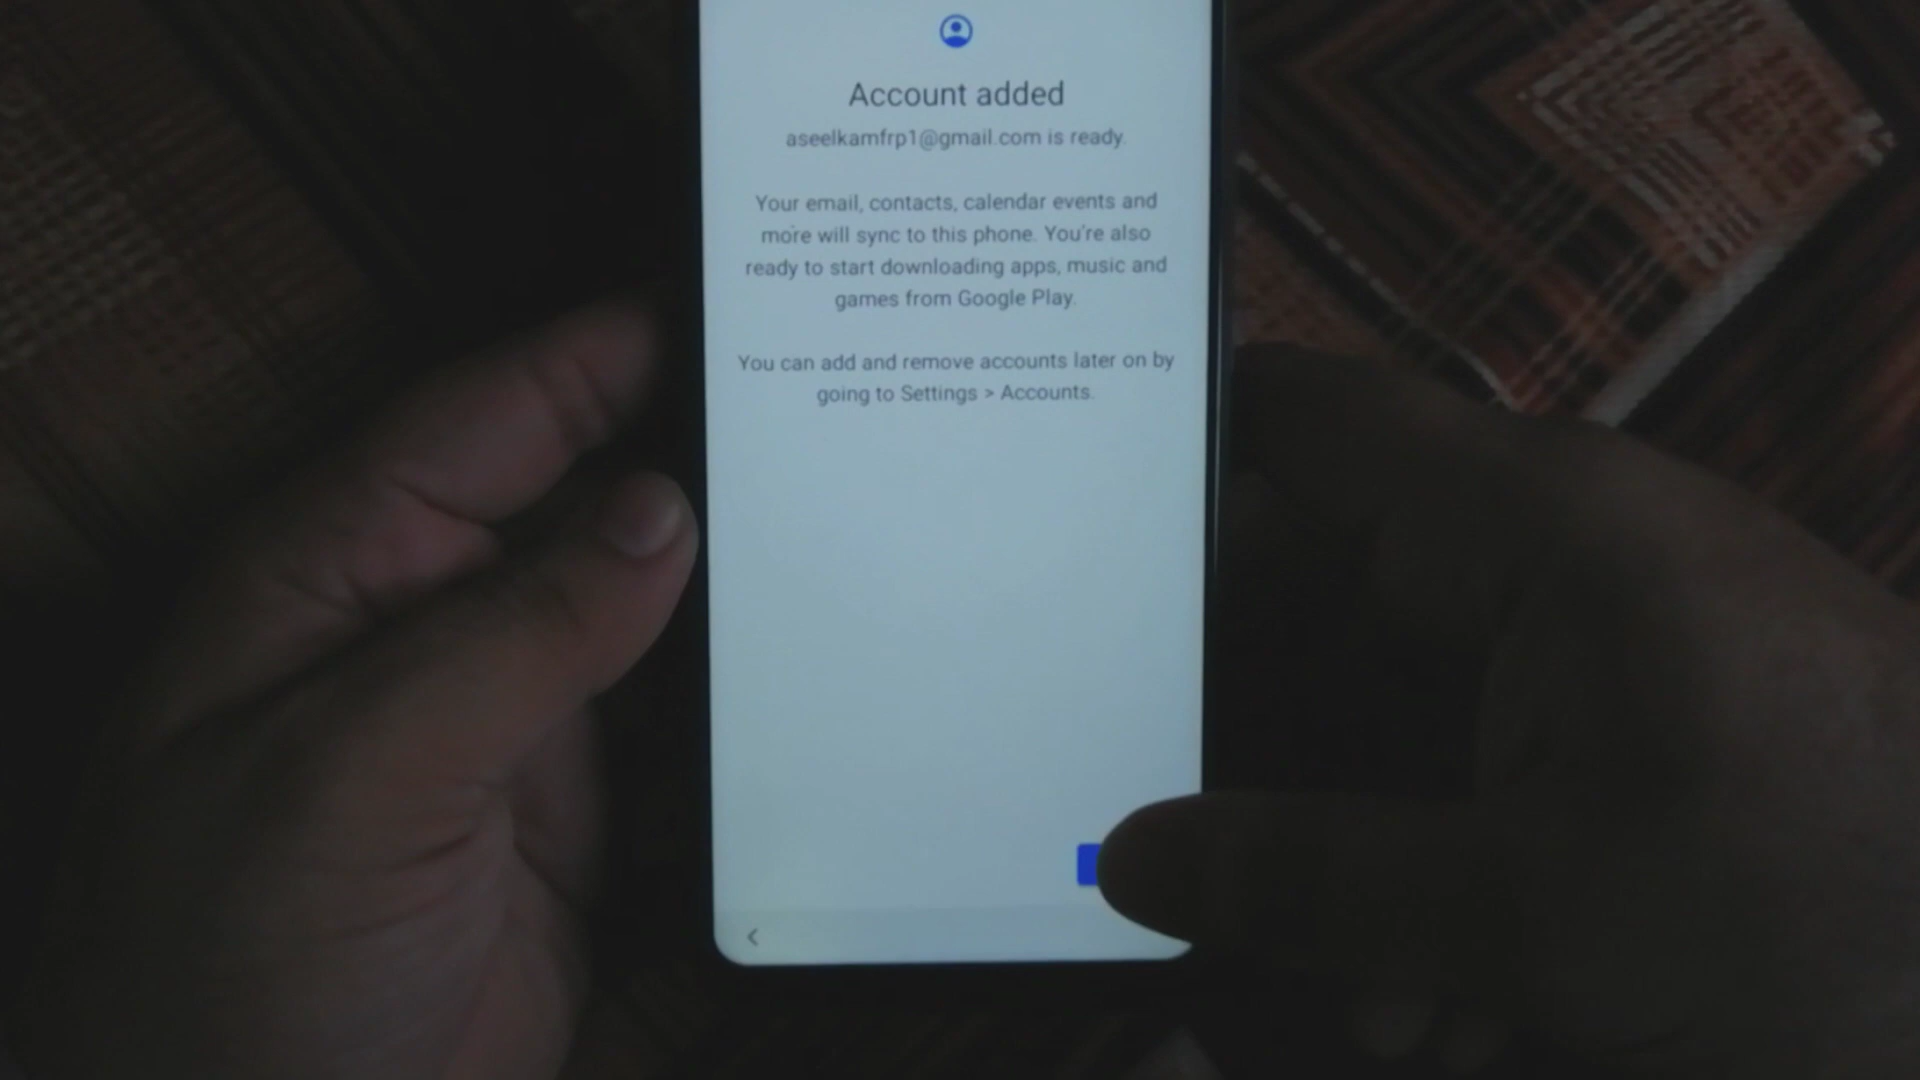 Account added
aseelkamfrp1@gmail.com is ready.
Your email, contacts, calendar events and
more will sync to this phone. You're also
ready to start downloading apps, music and
games from Google Play.
You can add and remove accounts later on by
going to Settings > Accounts.